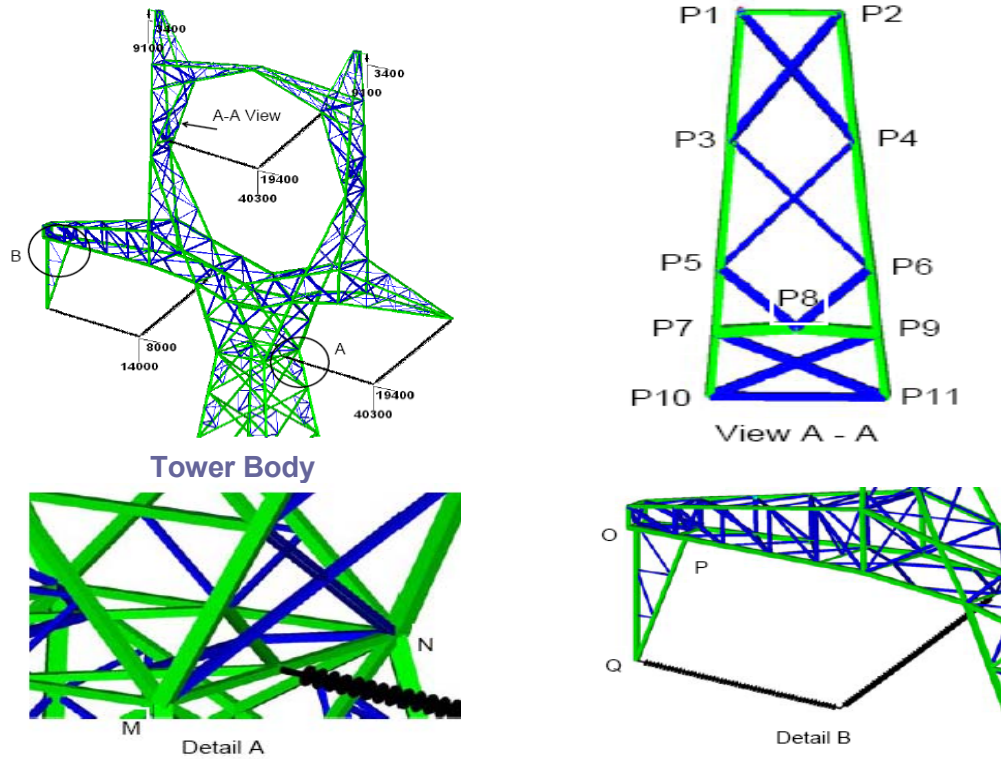 3400
9100
3400
9100
A-A View
19400
40300
B
8000
14000
A
19400
40300
Tower Body
P1 P2
P3 P4
P5 P6
P8
P7 P9
P10 P11
View A - A
M
N
Detail A
O
P
Q
Detail B